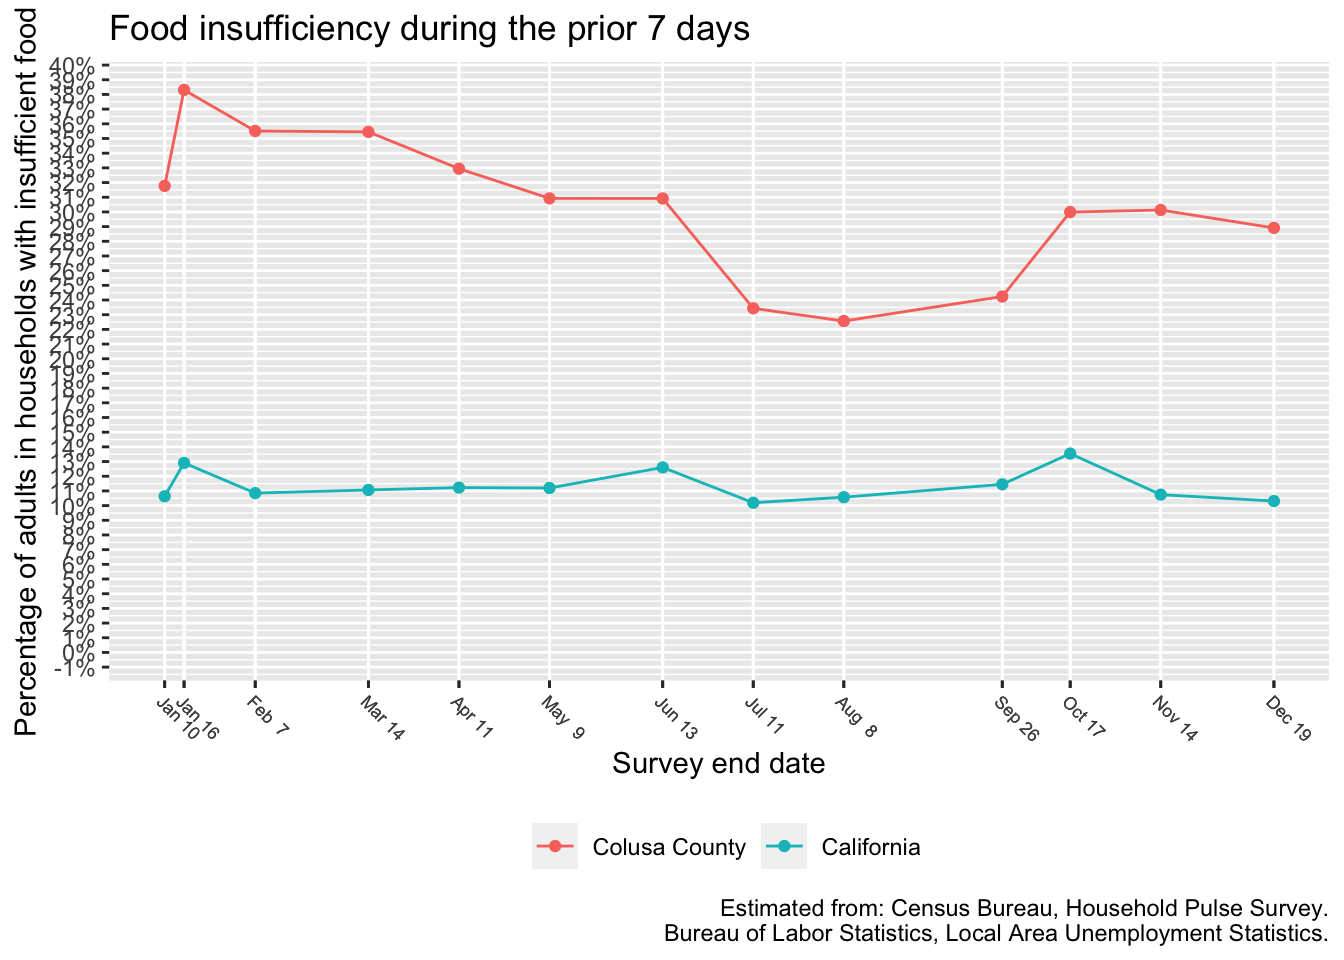 Food insufficiency during the prior 7 days
Percentage of adults in households with insufficient food
40%
39%
38%
37%
36%
35%
34%
33%
32%
31%
30%
29%
28%
27%
26%
25%
24%
23%
22%
21%
20%
19%
18%
17%
16%
15%
14%
13%
12%
11%
10%
9%
8%
7%
6%
5%
4%
3%
2%
1%
0%
-1%
Jan 10
Jan 16
Feb 7
Mar 14
Apr 11
May 9
Jun 13
Jul 11
Aug 8
Sep 26
Oct 17
Nov 14
Dec 19
Survey end date
Colusa County California
Estimated from: Census Bureau, Household Pulse Survey.
Bureau of Labor Statistics, Local Area Unemployment Statistics.